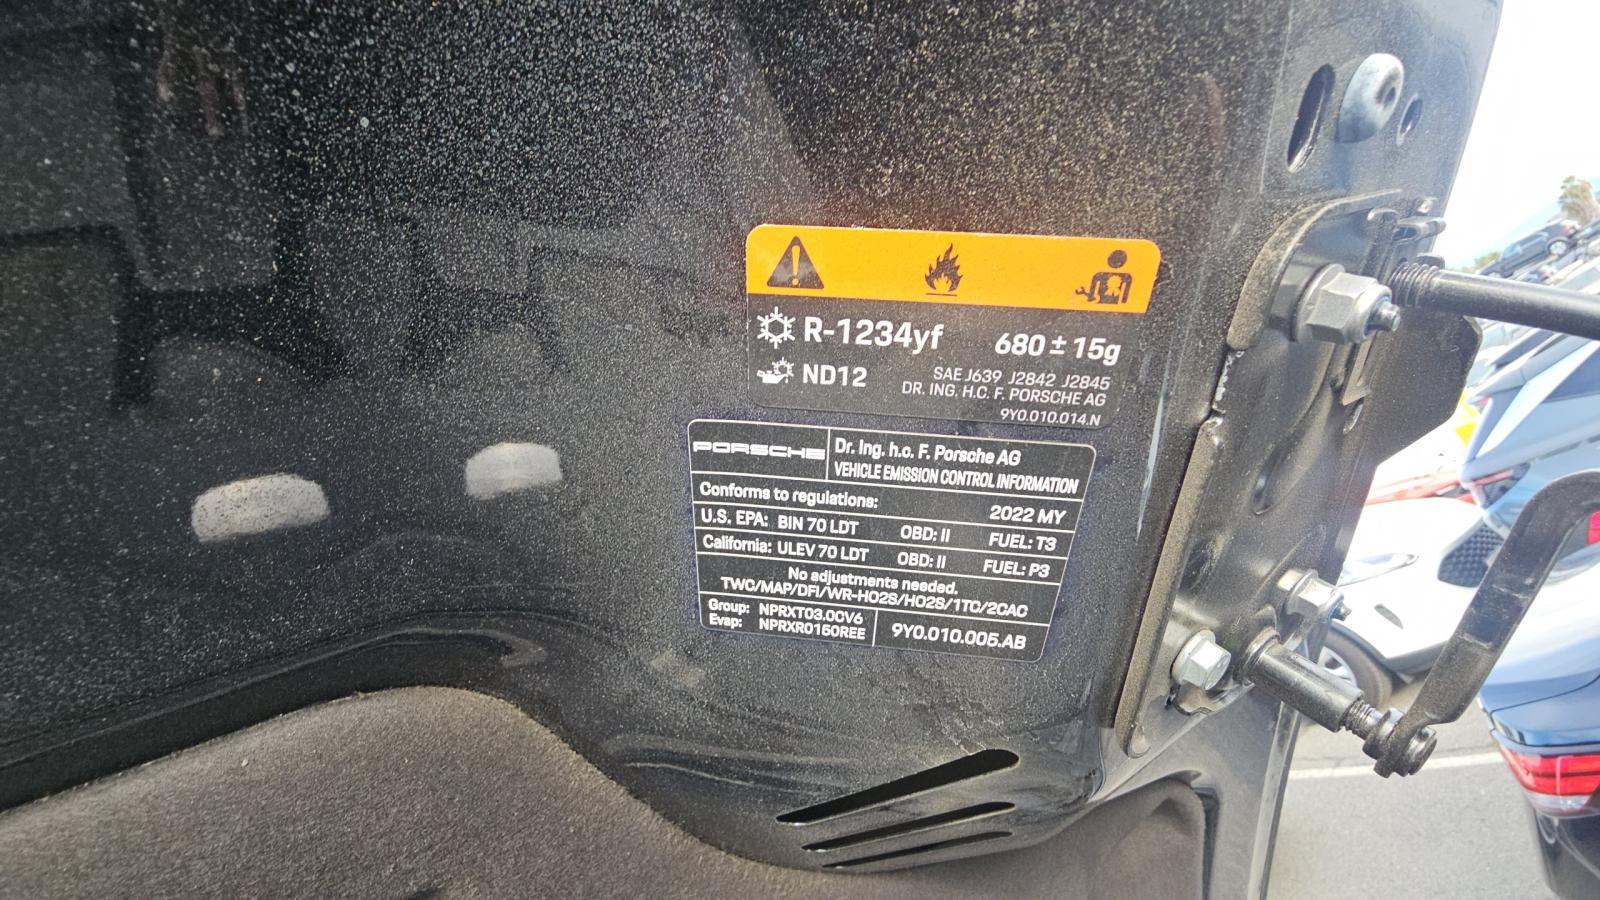 R-1234yf 680 ± 15g
ND12 SAE J639 J2842 J2845
DR. ING. H.C. F. PORSCHE AG
9Y0.010.014.N
PORSCHE Dr. Ing. h.c. F. Porsche AG
VEHICLE EMISSION CONTROL INFORMATION
Conforms to regulations: 2022 MY
U.S. EPA: BIN 70 LDT OBD: II FUEL: T3
California: ULEV 70 LDT OBD: II FUEL: P3
No adjustments needed.
TWC/MAP/DFI/WR-HO2S/HO2S/1TC/2CAC
Group: NPRXT03.0CV6
Evap: NPRXR0150REE 9Y0.010.005.AB